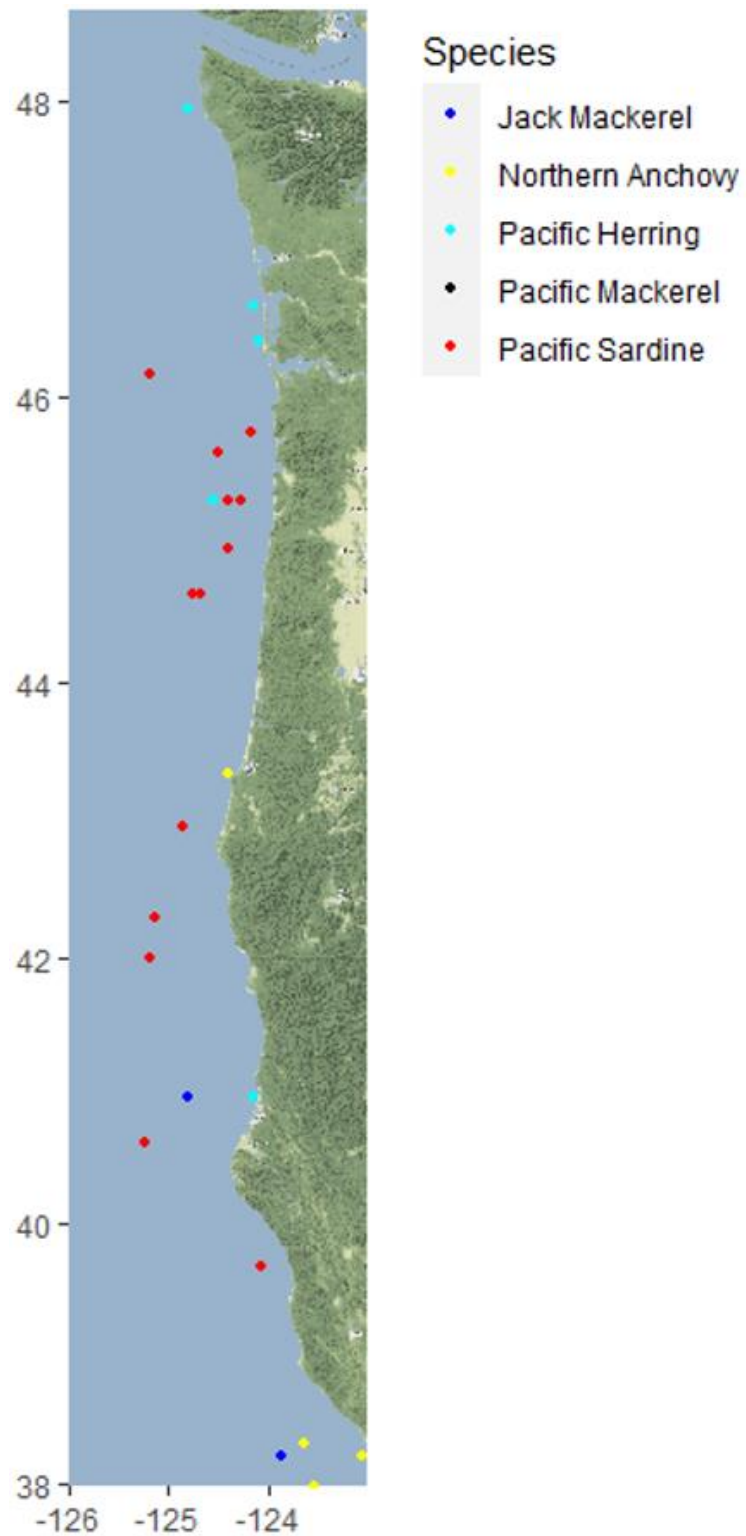 Species
Jack Mackerel
Northern Anchovy
Pacific Herring
Pacific Mackerel
Pacific Sardine
48
46
44
42
40
38
-126 -125 -124